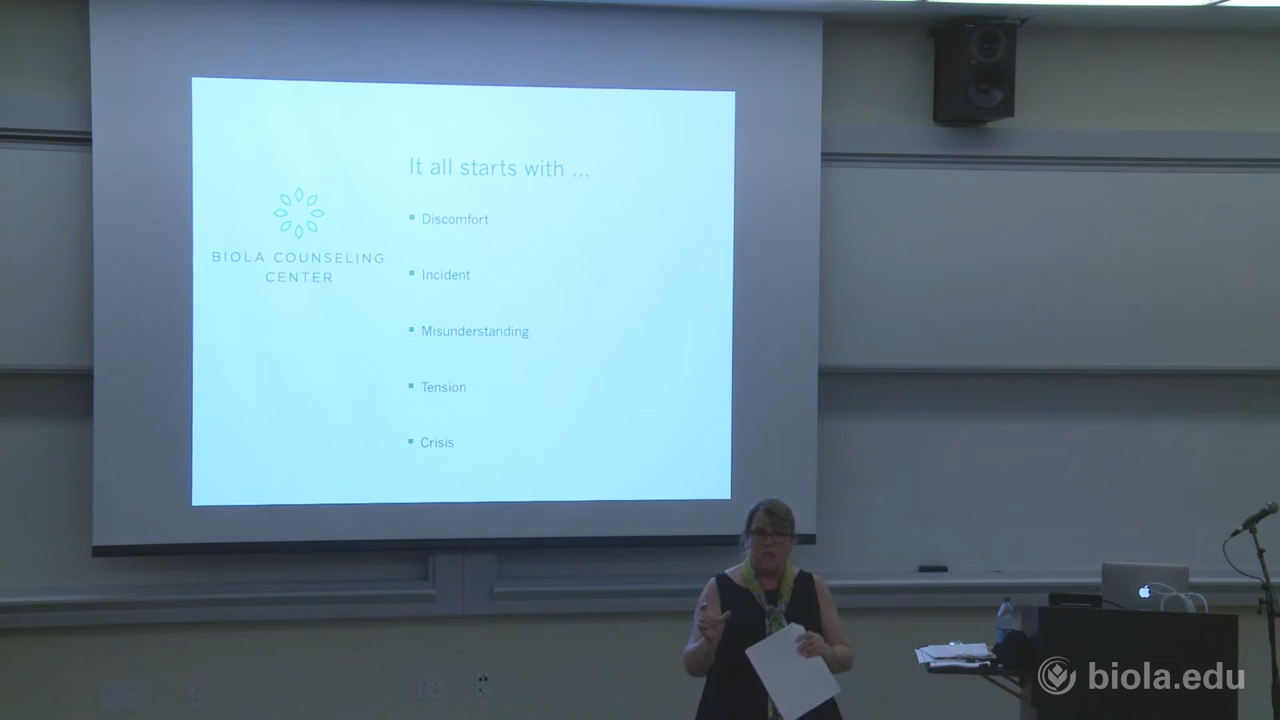 It all starts with ...
BIOLA COUNSELING
CENTER
▪ Discomfort
▪ Incident
▪ Misunderstanding
▪ Tension
▪ Crisis
biola.edu